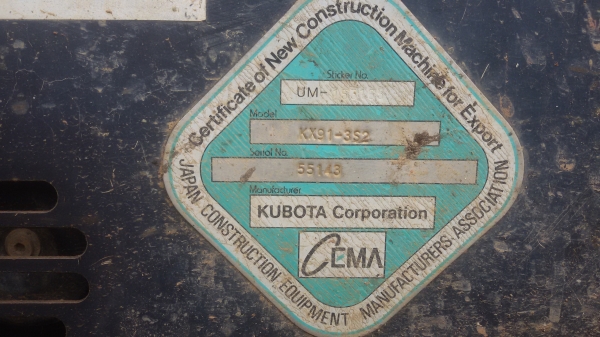 Certificate of New Construction Machine for Export
Sticker No.
UM-
Model
KX91-3S2
Serial No.
55143
Manufacturer
KUBOTA Corporation
CEMA
JAPAN CONSTRUCTION EQUIPMENT MANUFACTURERS ASSOCIATION